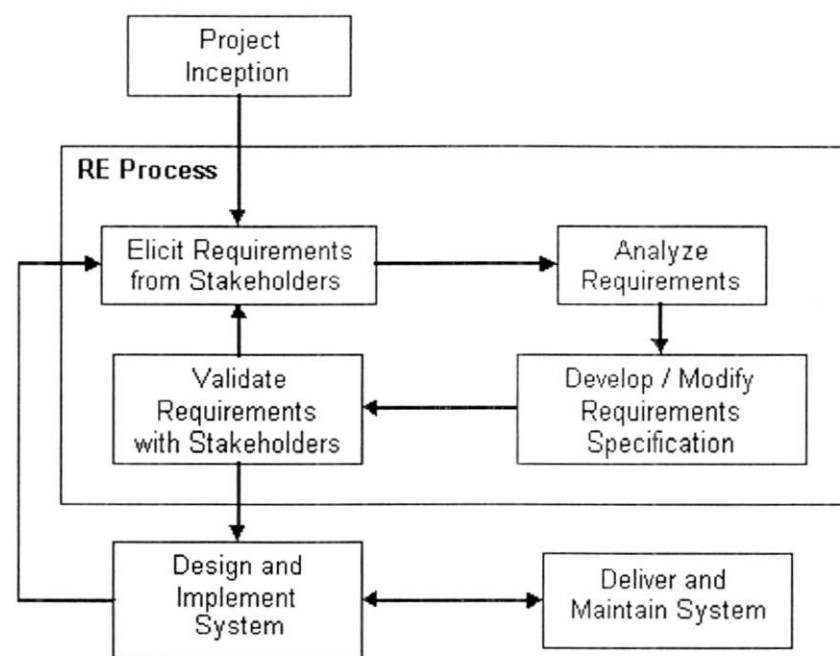 Project
Inception
RE Process
Elicit Requirements
from Stakeholders
Analyze
Requirements
Validate
Requirements
with Stakeholders
Develop / Modify
Requirements
Specification
Design and
Implement
System
Deliver and
Maintain System